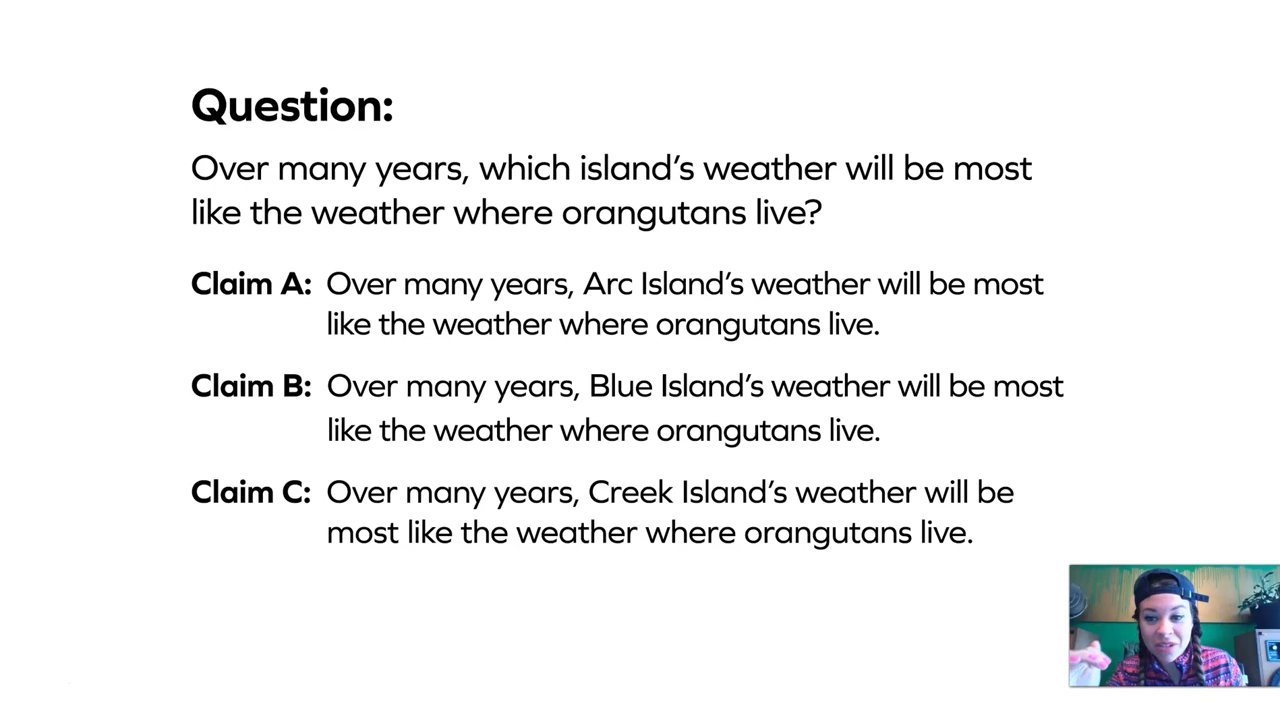 Question:
Over many years, which island's weather will be most
like the weather where orangutans live?
Claim A: Over many years, Arc Island's weather will be most
like the weather where orangutans live.
Claim B: Over many years, Blue Island's weather will be most
like the weather where orangutans live.
Claim C: Over many years, Creek Island's weather will be
most like the weather where orangutans live.